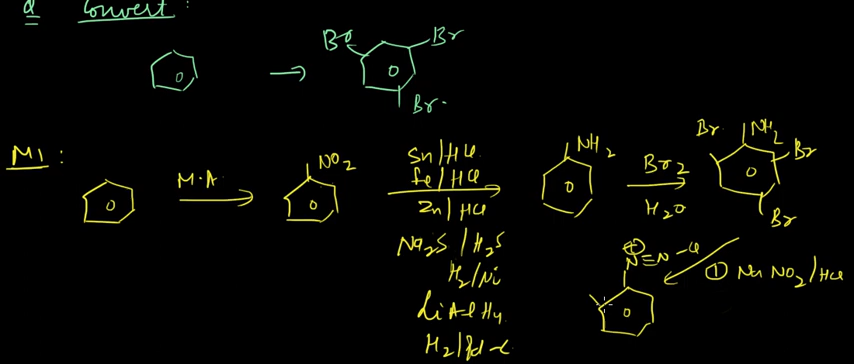 Q Convert :
Br
Br
Br
M1 :
M.A
NO2
Sn/HCl
Fe/HCl
Zn/HCl
Na2S/H2S
H2/Ni
LiAlH4
H2/Pd-C
NH2
Br2
H2O
Br
NH2
Br
Br
⊕
N≡N-Cl
① NaNO2/HCl